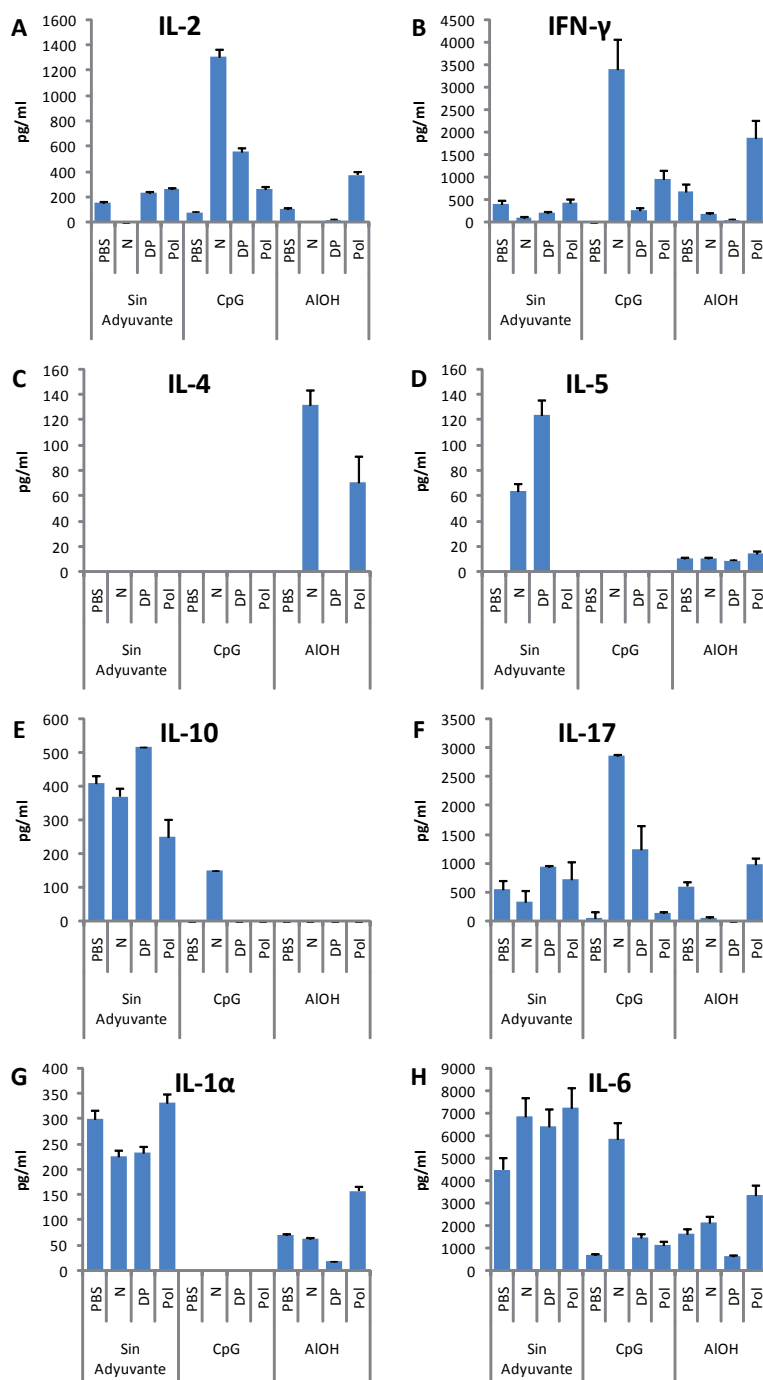 A
IL-2
pg/ml
1600
1400
1200
1000
800
600
400
200
0
PBS N DP Pol PBS N DP Pol PBS N DP Pol
Sin Adyuvante CpG AlOH
B
IFN-γ
pg/ml
4500
4000
3500
3000
2500
2000
1500
1000
500
0
PBS N DP Pol PBS N DP Pol PBS N DP Pol
Sin Adyuvante CpG AlOH
C
IL-4
pg/ml
160
140
120
100
80
60
40
20
0
PBS N DP Pol PBS N DP Pol PBS N DP Pol
Sin Adyuvante CpG AlOH
D
IL-5
pg/ml
160
140
120
100
80
60
40
20
0
PBS N DP Pol PBS N DP Pol PBS N DP Pol
Sin Adyuvante CpG AlOH
E
IL-10
pg/ml
600
500
400
300
200
100
0
PBS N DP Pol PBS N DP Pol PBS N DP Pol
Sin Adyuvante CpG AlOH
F
IL-17
pg/ml
3500
3000
2500
2000
1500
1000
500
0
PBS N DP Pol PBS N DP Pol PBS N DP Pol
Sin Adyuvante CpG AlOH
G
IL-1α
pg/ml
400
350
300
250
200
150
100
50
0
PBS N DP Pol PBS N DP Pol PBS N DP Pol
Sin Adyuvante CpG AlOH
H
IL-6
pg/ml
9000
8000
7000
6000
5000
4000
3000
2000
1000
0
PBS N DP Pol PBS N DP Pol PBS N DP Pol
Sin Adyuvante CpG AlOH